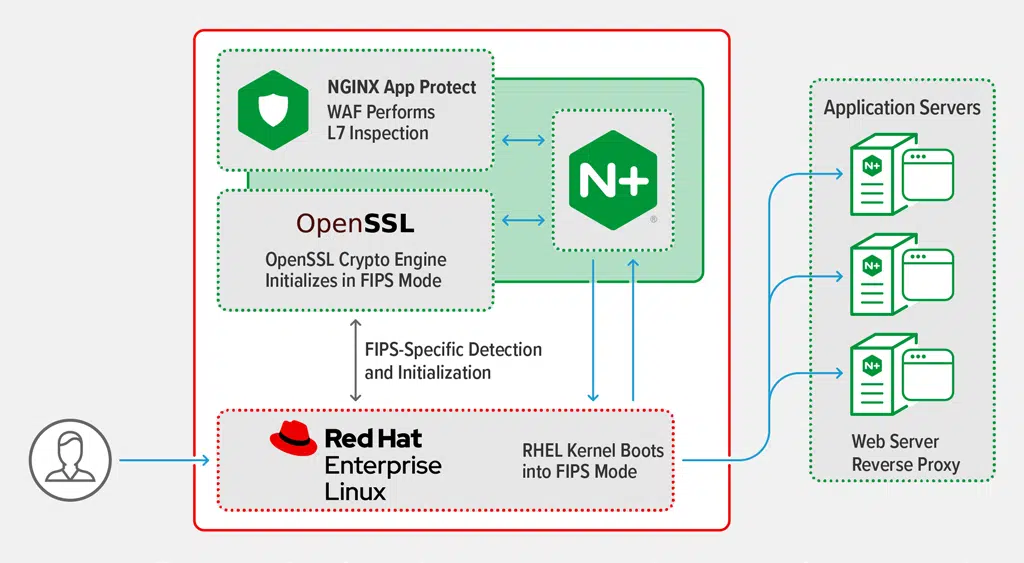 NGINX App Protect
WAF Performs
L7 Inspection
N+
®
OpenSSL
OpenSSL Crypto Engine
Initializes in FIPS Mode
FIPS-Specific Detection
and Initialization
Red Hat
Enterprise
Linux
RHEL Kernel Boots
into FIPS Mode
Application Servers
N+
N+
N+
Web Server
Reverse Proxy